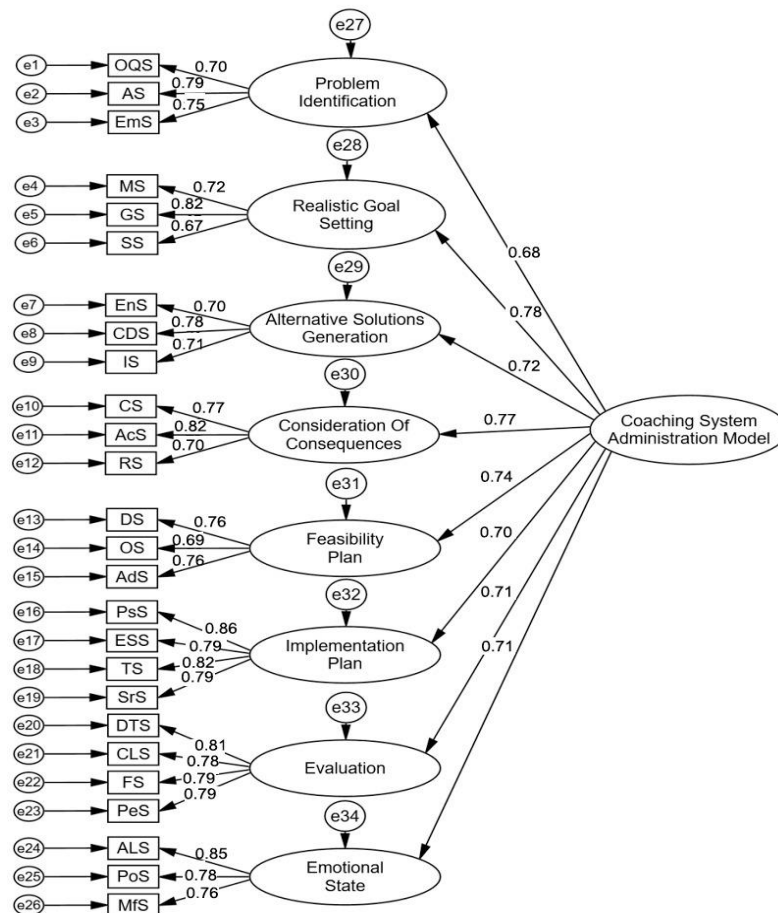 e27
e1
OQS
0.70
Problem
Identification
e2
AS
0.79
e3
EmS
0.75
e28
e4
MS
0.72
Realistic Goal
Setting
e5
GS
0.82
e6
SS
0.67
0.68
e29
e7
EnS
0.70
0.78
Alternative Solutions
Generation
e8
CDS
0.78
e9
IS
0.71
0.72
e30
e10
CS
0.77
Consideration Of
Consequences
0.77
Coaching System
Administration Model
e11
AcS
0.82
e12
RS
0.70
e31
0.74
e13
DS
0.76
Feasibility
Plan
0.70
e14
OS
0.69
e15
AdS
0.76
e32
0.71
e16
PsS
0.86
Implementation
Plan
0.71
e17
ESS
0.79
e18
TS
0.82
e19
SrS
0.79
e33
e20
DTS
0.81
Evaluation
e21
CLS
0.78
e22
FS
0.79
e23
PeS
0.79
e34
e24
ALS
0.85
Emotional
State
e25
PoS
0.78
e26
MfS
0.76